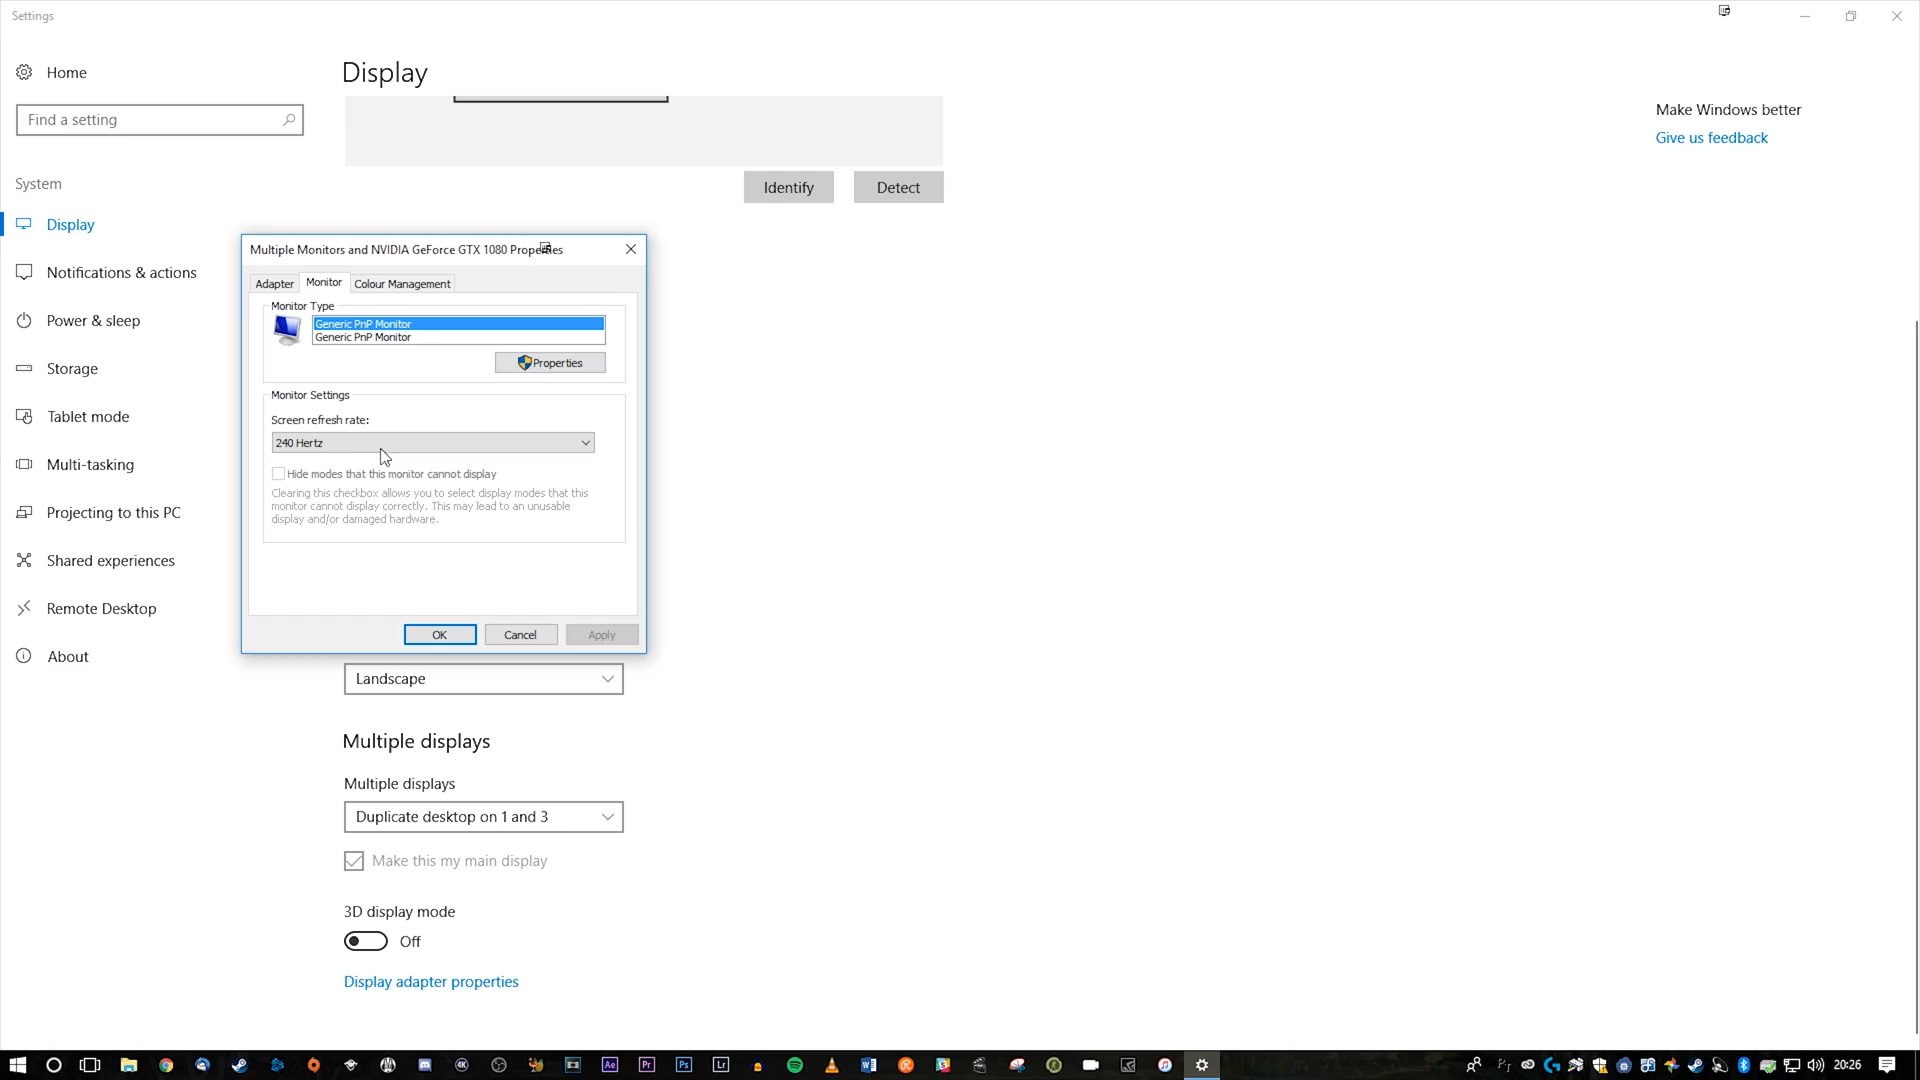 Settings
Home
Find a setting
System
Display
Notifications & actions
Power & sleep
Storage
Tablet mode
Multi-tasking
Projecting to this PC
Shared experiences
Remote Desktop
About
Display
Identify
Detect
Make Windows better
Give us feedback
Multiple Monitors and NVIDIA GeForce GTX 1080 Properties
Adapter
Monitor
Colour Management
Monitor Type
Generic PnP Monitor
Generic PnP Monitor
Properties
Monitor Settings
Screen refresh rate:
240 Hertz
Hide modes that this monitor cannot display
Clearing this checkbox allows you to select display modes that this
monitor cannot display correctly. This may lead to an unusable
display and/or damaged hardware.
OK
Cancel
Apply
Landscape
Multiple displays
Multiple displays
Duplicate desktop on 1 and 3
Make this my main display
3D display mode
Off
Display adapter properties
4K
Ae
Pr
Ps
Lr
20:26